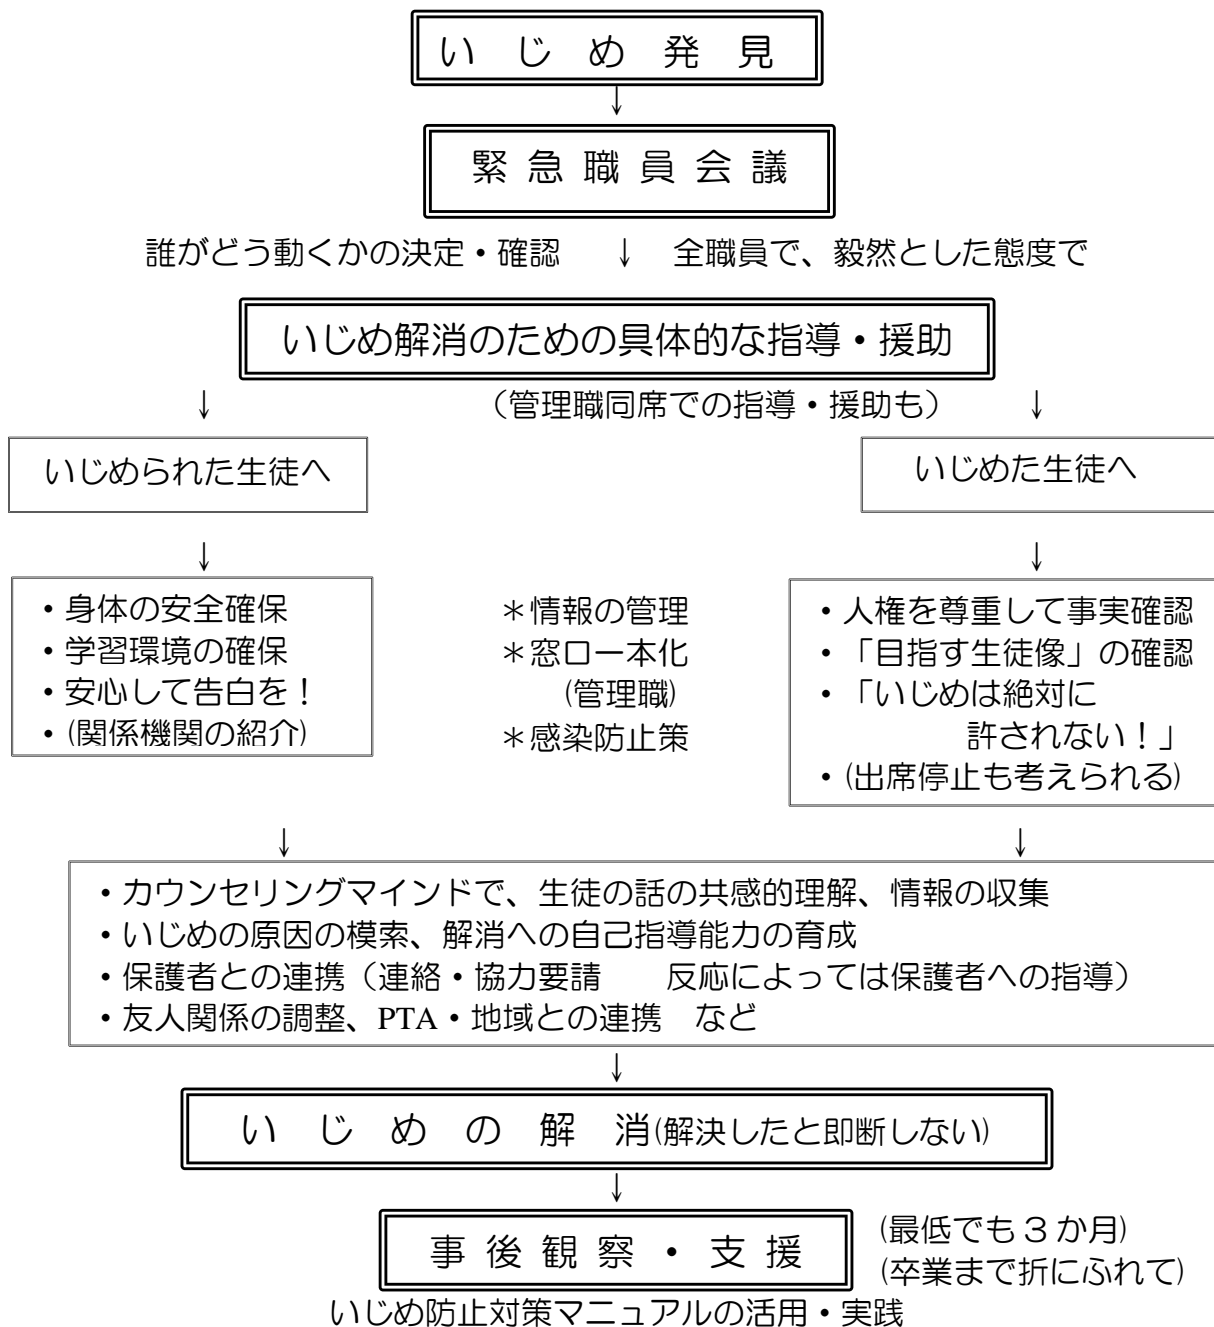 いじめ発見
↓
緊急職員会議
誰がどう動くかの決定・確認　↓　全職員で、毅然とした態度で
いじめ解消のための具体的な指導・援助
↓　（管理職同席での指導・援助も）　↓
いじめられた生徒へ
いじめた生徒へ
↓　↓
・身体の安全確保
・学習環境の確保
・安心して告白を！
・(関係機関の紹介)
＊情報の管理
＊窓口一本化
(管理職)
＊感染防止策
・人権を尊重して事実確認
・「目指す生徒像」の確認
・「いじめは絶対に
許されない！」
・(出席停止も考えられる)
↓　↓
・カウンセリングマインドで、生徒の話の共感的理解、情報の収集
・いじめの原因の模索、解消への自己指導能力の育成
・保護者との連携（連絡・協力要請　　反応によっては保護者への指導）
・友人関係の調整、PTA・地域との連携　など
↓
いじめの解消(解決したと即断しない)
↓
事後観察・支援
(最低でも３か月)
(卒業まで折にふれて)
いじめ防止対策マニュアルの活用・実践